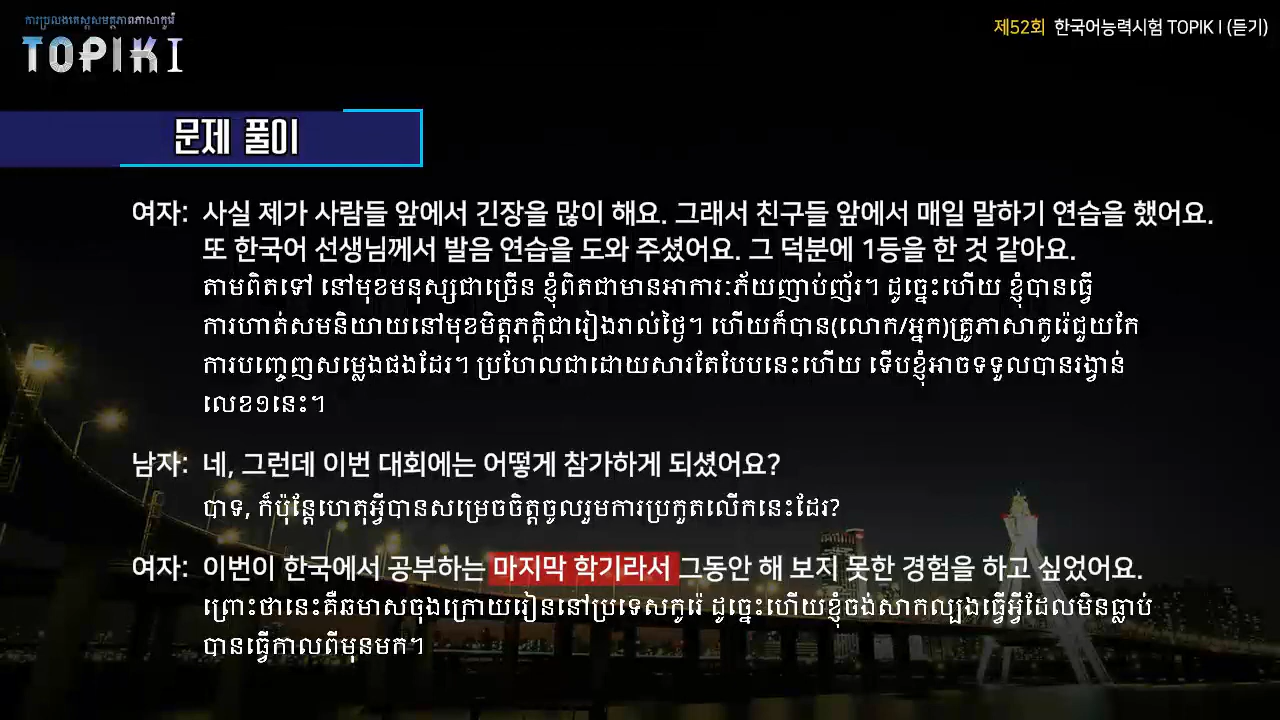 ការប្រលងតេស្តសមត្ថភាពភាសាកូរ៉េ
TOPIK I
제52회 한국어능력시험 TOPIK I (듣기)
문제 풀이
여자: 사실 제가 사람들 앞에서 긴장을 많이 해요. 그래서 친구들 앞에서 매일 말하기 연습을 했어요.
또 한국어 선생님께서 발음 연습을 도와 주셨어요. 그 덕분에 1등을 한 것 같아요.
តាមពិតទៅ នៅមុខមនុស្សជាច្រើន ខ្ញុំពិតជាមានអាការៈភ័យញាប់ញ័រ។ ដូច្នេះហើយ ខ្ញុំបានធ្វើ
ការហាត់សមនិយាយនៅមុខមិត្តភក្តិជារៀងរាល់ថ្ងៃ។ ហើយក៏បាន(លោក/អ្នក)គ្រូភាសាកូរ៉េជួយកែ
ការបញ្ចេញសម្លេងផងដែរ។ ប្រហែលជាដោយសារតែបែបនេះហើយ ទើបខ្ញុំអាចទទួលបានរង្វាន់
លេខ១នេះ។
남자: 네, 그런데 이번 대회에는 어떻게 참가하게 되셨어요?
បាទ, ក៏ប៉ុន្តែហេតុអ្វីបានសម្រេចចិត្តចូលរួមការប្រកួតលើកនេះដែរ?
여자: 이번이 한국에서 공부하는 마지막 학기라서 그동안 해 보지 못한 경험을 하고 싶었어요.
ព្រោះថានេះគឺឆមាសចុងក្រោយរៀននៅប្រទេសកូរ៉េ ដូច្នេះហើយខ្ញុំចង់សាកល្បងធ្វើអ្វីដែលមិនធ្លាប់
បានធ្វើកាលពីមុនមក។